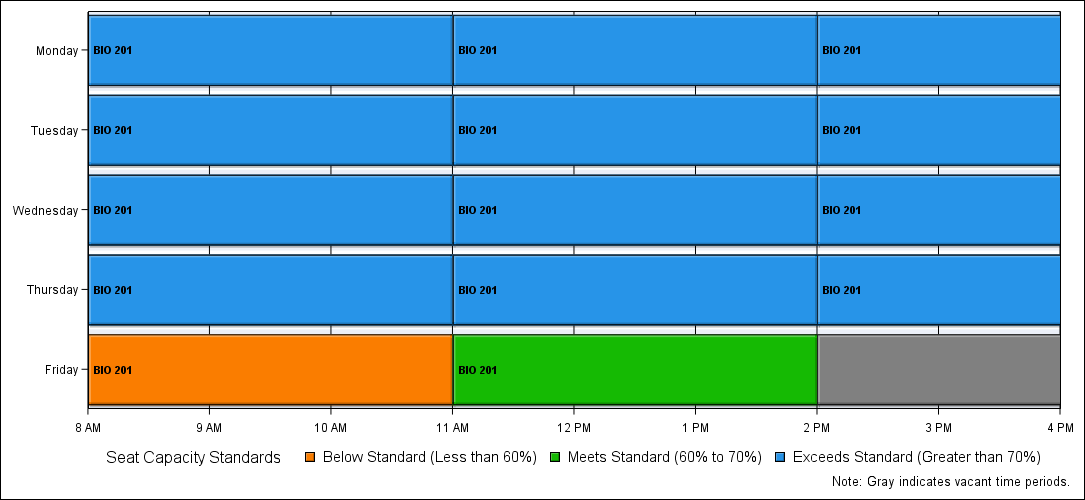 Monday BIO 201 BIO 201 BIO 201
Tuesday BIO 201 BIO 201 BIO 201
Wednesday BIO 201 BIO 201 BIO 201
Thursday BIO 201 BIO 201 BIO 201
Friday BIO 201 BIO 201
8 AM 9 AM 10 AM 11 AM 12 PM 1 PM 2 PM 3 PM 4 PM
Seat Capacity Standards Below Standard (Less than 60%) Meets Standard (60% to 70%) Exceeds Standard (Greater than 70%)
Note: Gray indicates vacant time periods.